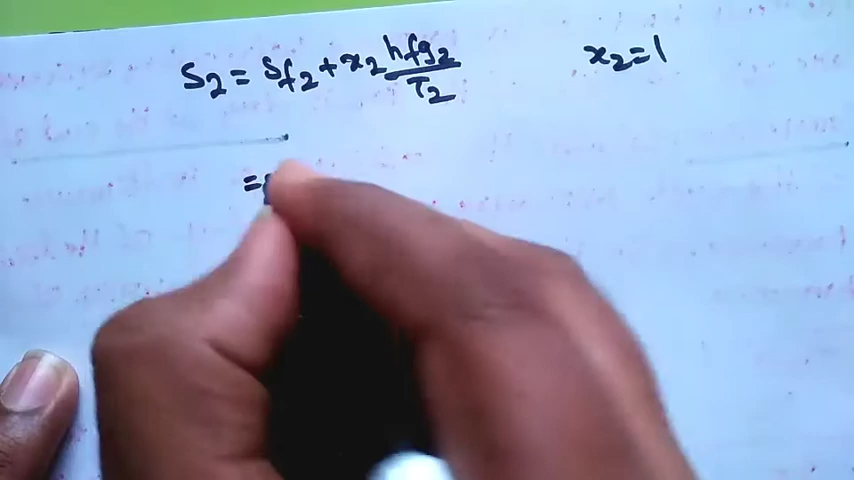 S₂ = Sf₂ + x₂ hfg₂/T₂ x₂ = 1
=